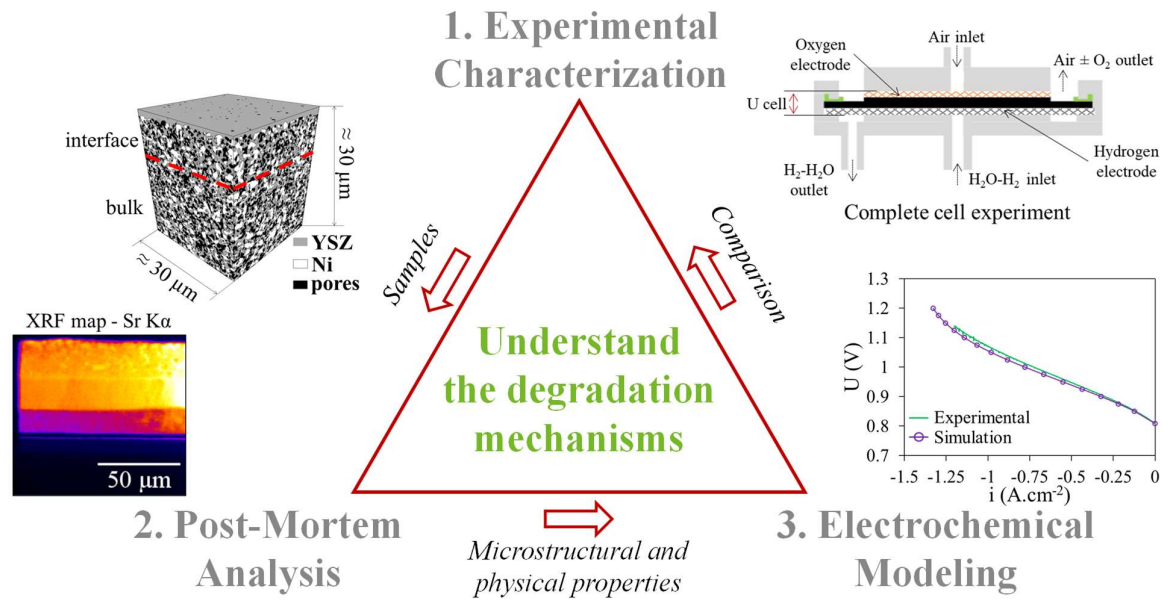 1. Experimental
Characterization
Air inlet
Oxygen
electrode
Air ± O₂ outlet
U cell
Hydrogen
electrode
H₂-H₂O
outlet
H₂O-H₂ inlet
Complete cell experiment
interface
bulk
≈ 30 µm
≈ 30 µm
YSZ
Ni
pores
XRF map - Sr Kα
50 µm
Samples
Comparison
Understand
the degradation
mechanisms
U (V)
1.3
1.2
1.1
1
0.9
0.8
0.7
Experimental
Simulation
-1.5 -1.25 -1 -0.75 -0.5 -0.25 0
i (A.cm⁻²)
2. Post-Mortem
Analysis
Microstructural and
physical properties
3. Electrochemical
Modeling